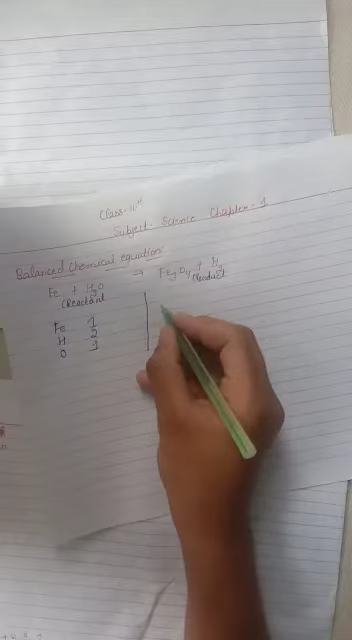 Class-10th
Subject- Science Chapter-1
Balanced Chemical equation
Fe + H2O → Fe3O4 + H2
(Reactant Product
Fe 1
H 2
O 1